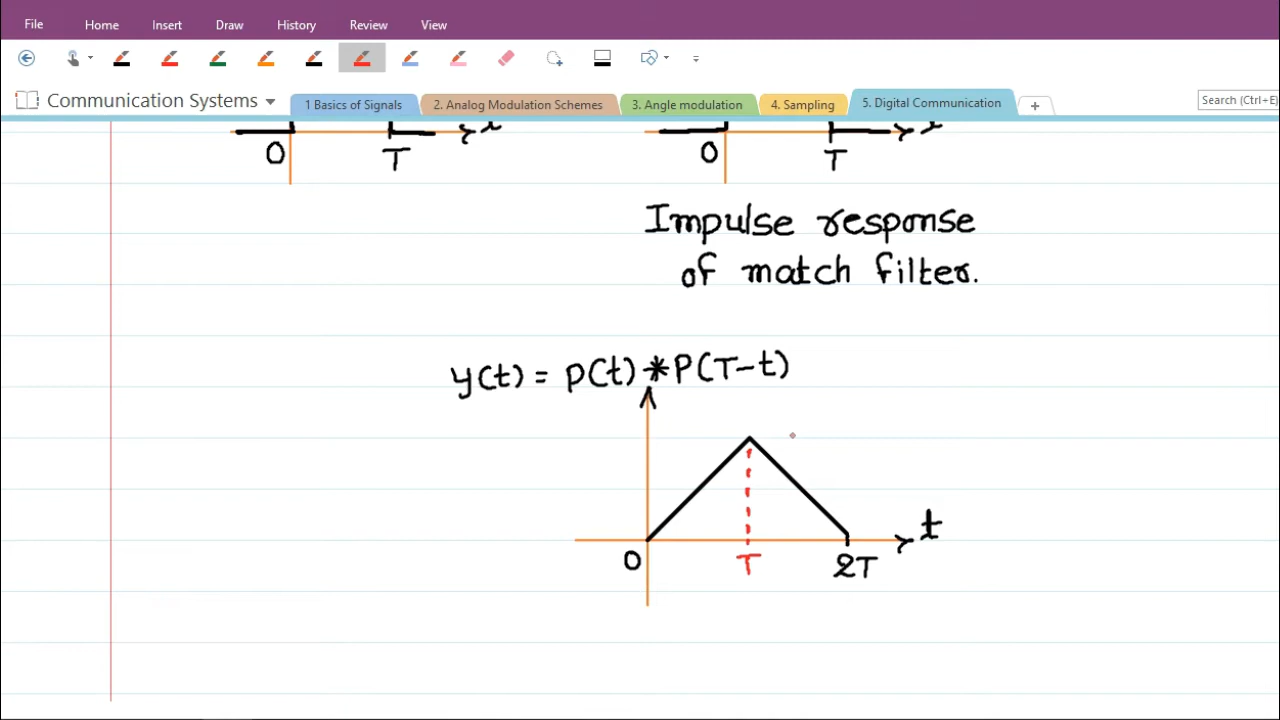 File Home Insert Draw History Review View
Communication Systems 1 Basics of Signals 2. Analog Modulation Schemes 3. Angle modulation 4. Sampling 5. Digital Communication Search (Ctrl+E)
0 T t 0 T t
Impulse response
of match filter.
y(t) = p(t) * P(T-t)
t
0 T 2T